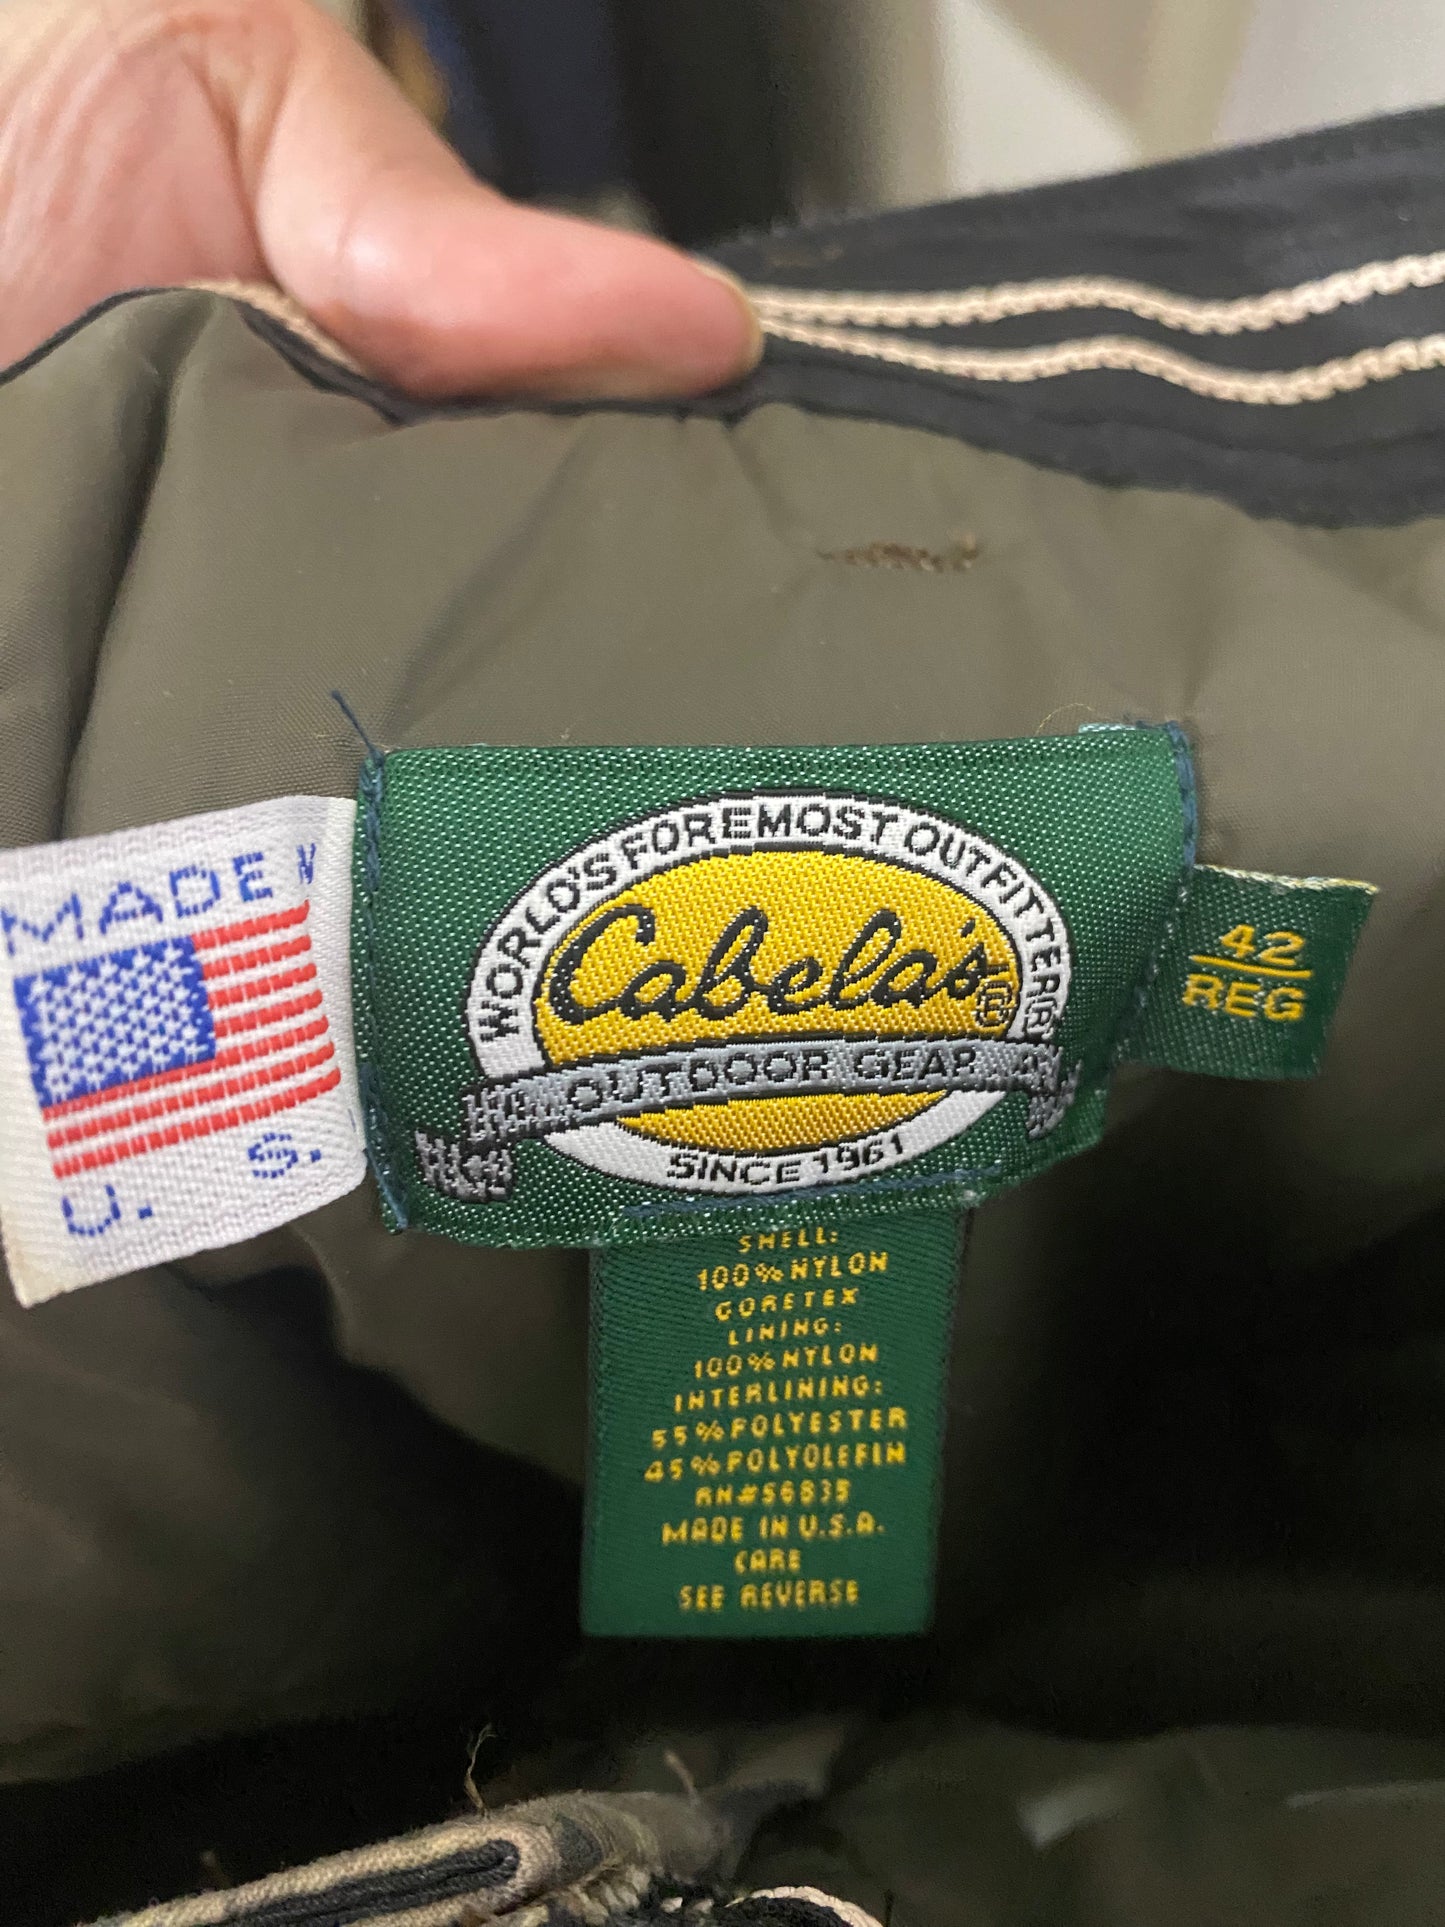 MADE
U. S.
WORLD'S FOREMOST OUTFITTER
Cabela's®
OUTDOOR GEAR
SINCE 1961
42
REG
SHELL:
100% NYLON
GORETEX
LINING:
100% NYLON
INTERLINING:
55% POLYESTER
45% POLYOLEFIN
RN#56835
MADE IN U.S.A.
CARE
SEE REVERSE